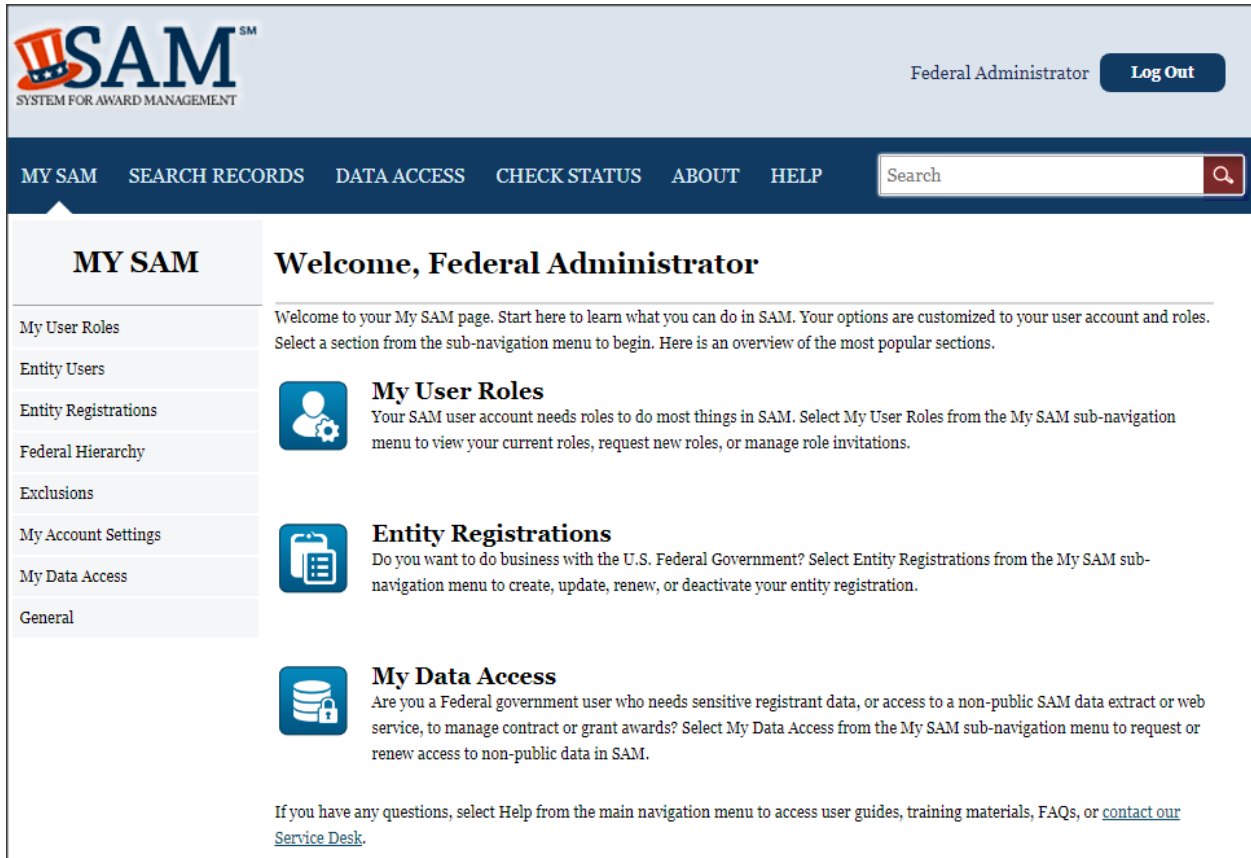 SAM SM
SYSTEM FOR AWARD MANAGEMENT
Federal Administrator Log Out
MY SAM SEARCH RECORDS DATA ACCESS CHECK STATUS ABOUT HELP Search
MY SAM
My User Roles
Entity Users
Entity Registrations
Federal Hierarchy
Exclusions
My Account Settings
My Data Access
General
Welcome, Federal Administrator
Welcome to your My SAM page. Start here to learn what you can do in SAM. Your options are customized to your user account and roles.
Select a section from the sub-navigation menu to begin. Here is an overview of the most popular sections.
My User Roles
Your SAM user account needs roles to do most things in SAM. Select My User Roles from the My SAM sub-navigation
menu to view your current roles, request new roles, or manage role invitations.
Entity Registrations
Do you want to do business with the U.S. Federal Government? Select Entity Registrations from the My SAM sub-
navigation menu to create, update, renew, or deactivate your entity registration.
My Data Access
Are you a Federal government user who needs sensitive registrant data, or access to a non-public SAM data extract or web
service, to manage contract or grant awards? Select My Data Access from the My SAM sub-navigation menu to request or
renew access to non-public data in SAM.
If you have any questions, select Help from the main navigation menu to access user guides, training materials, FAQs, or contact our
Service Desk.